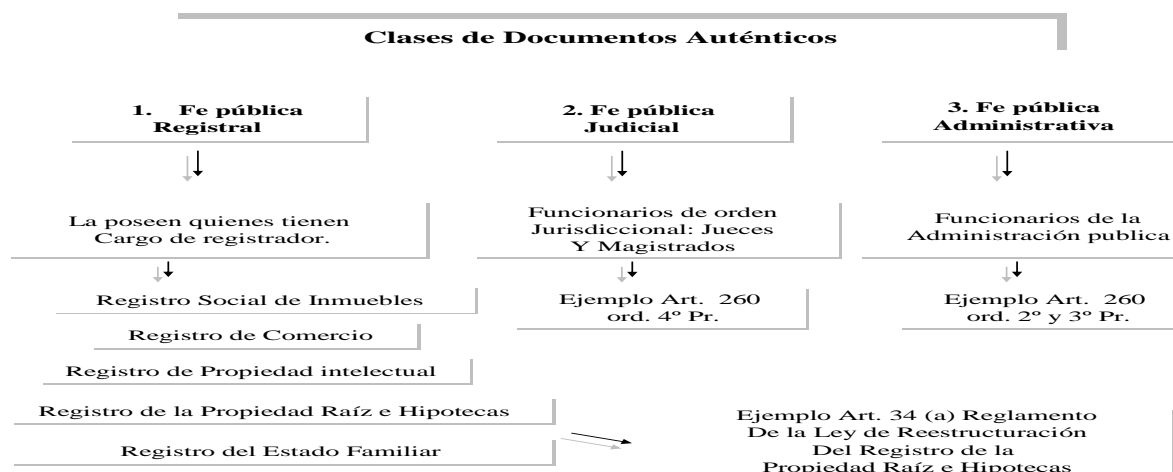 Clases de Documentos Auténticos
1. Fe pública
Registral
2. Fe pública
Judicial
3. Fe pública
Administrativa
La poseen quienes tienen
Cargo de registrador.
Funcionarios de orden
Jurisdiccional: Jueces
Y Magistrados
Funcionarios de la
Administración publica
Registro Social de Inmuebles
Registro de Comercio
Registro de Propiedad intelectual
Registro de la Propiedad Raíz e Hipotecas
Registro del Estado Familiar
Ejemplo Art. 260
ord. 4º Pr.
Ejemplo Art. 260
ord. 2º y 3º Pr.
Ejemplo Art. 34 (a) Reglamento
De la Ley de Reestructuración
Del Registro de la
Propiedad Raíz e Hipotecas